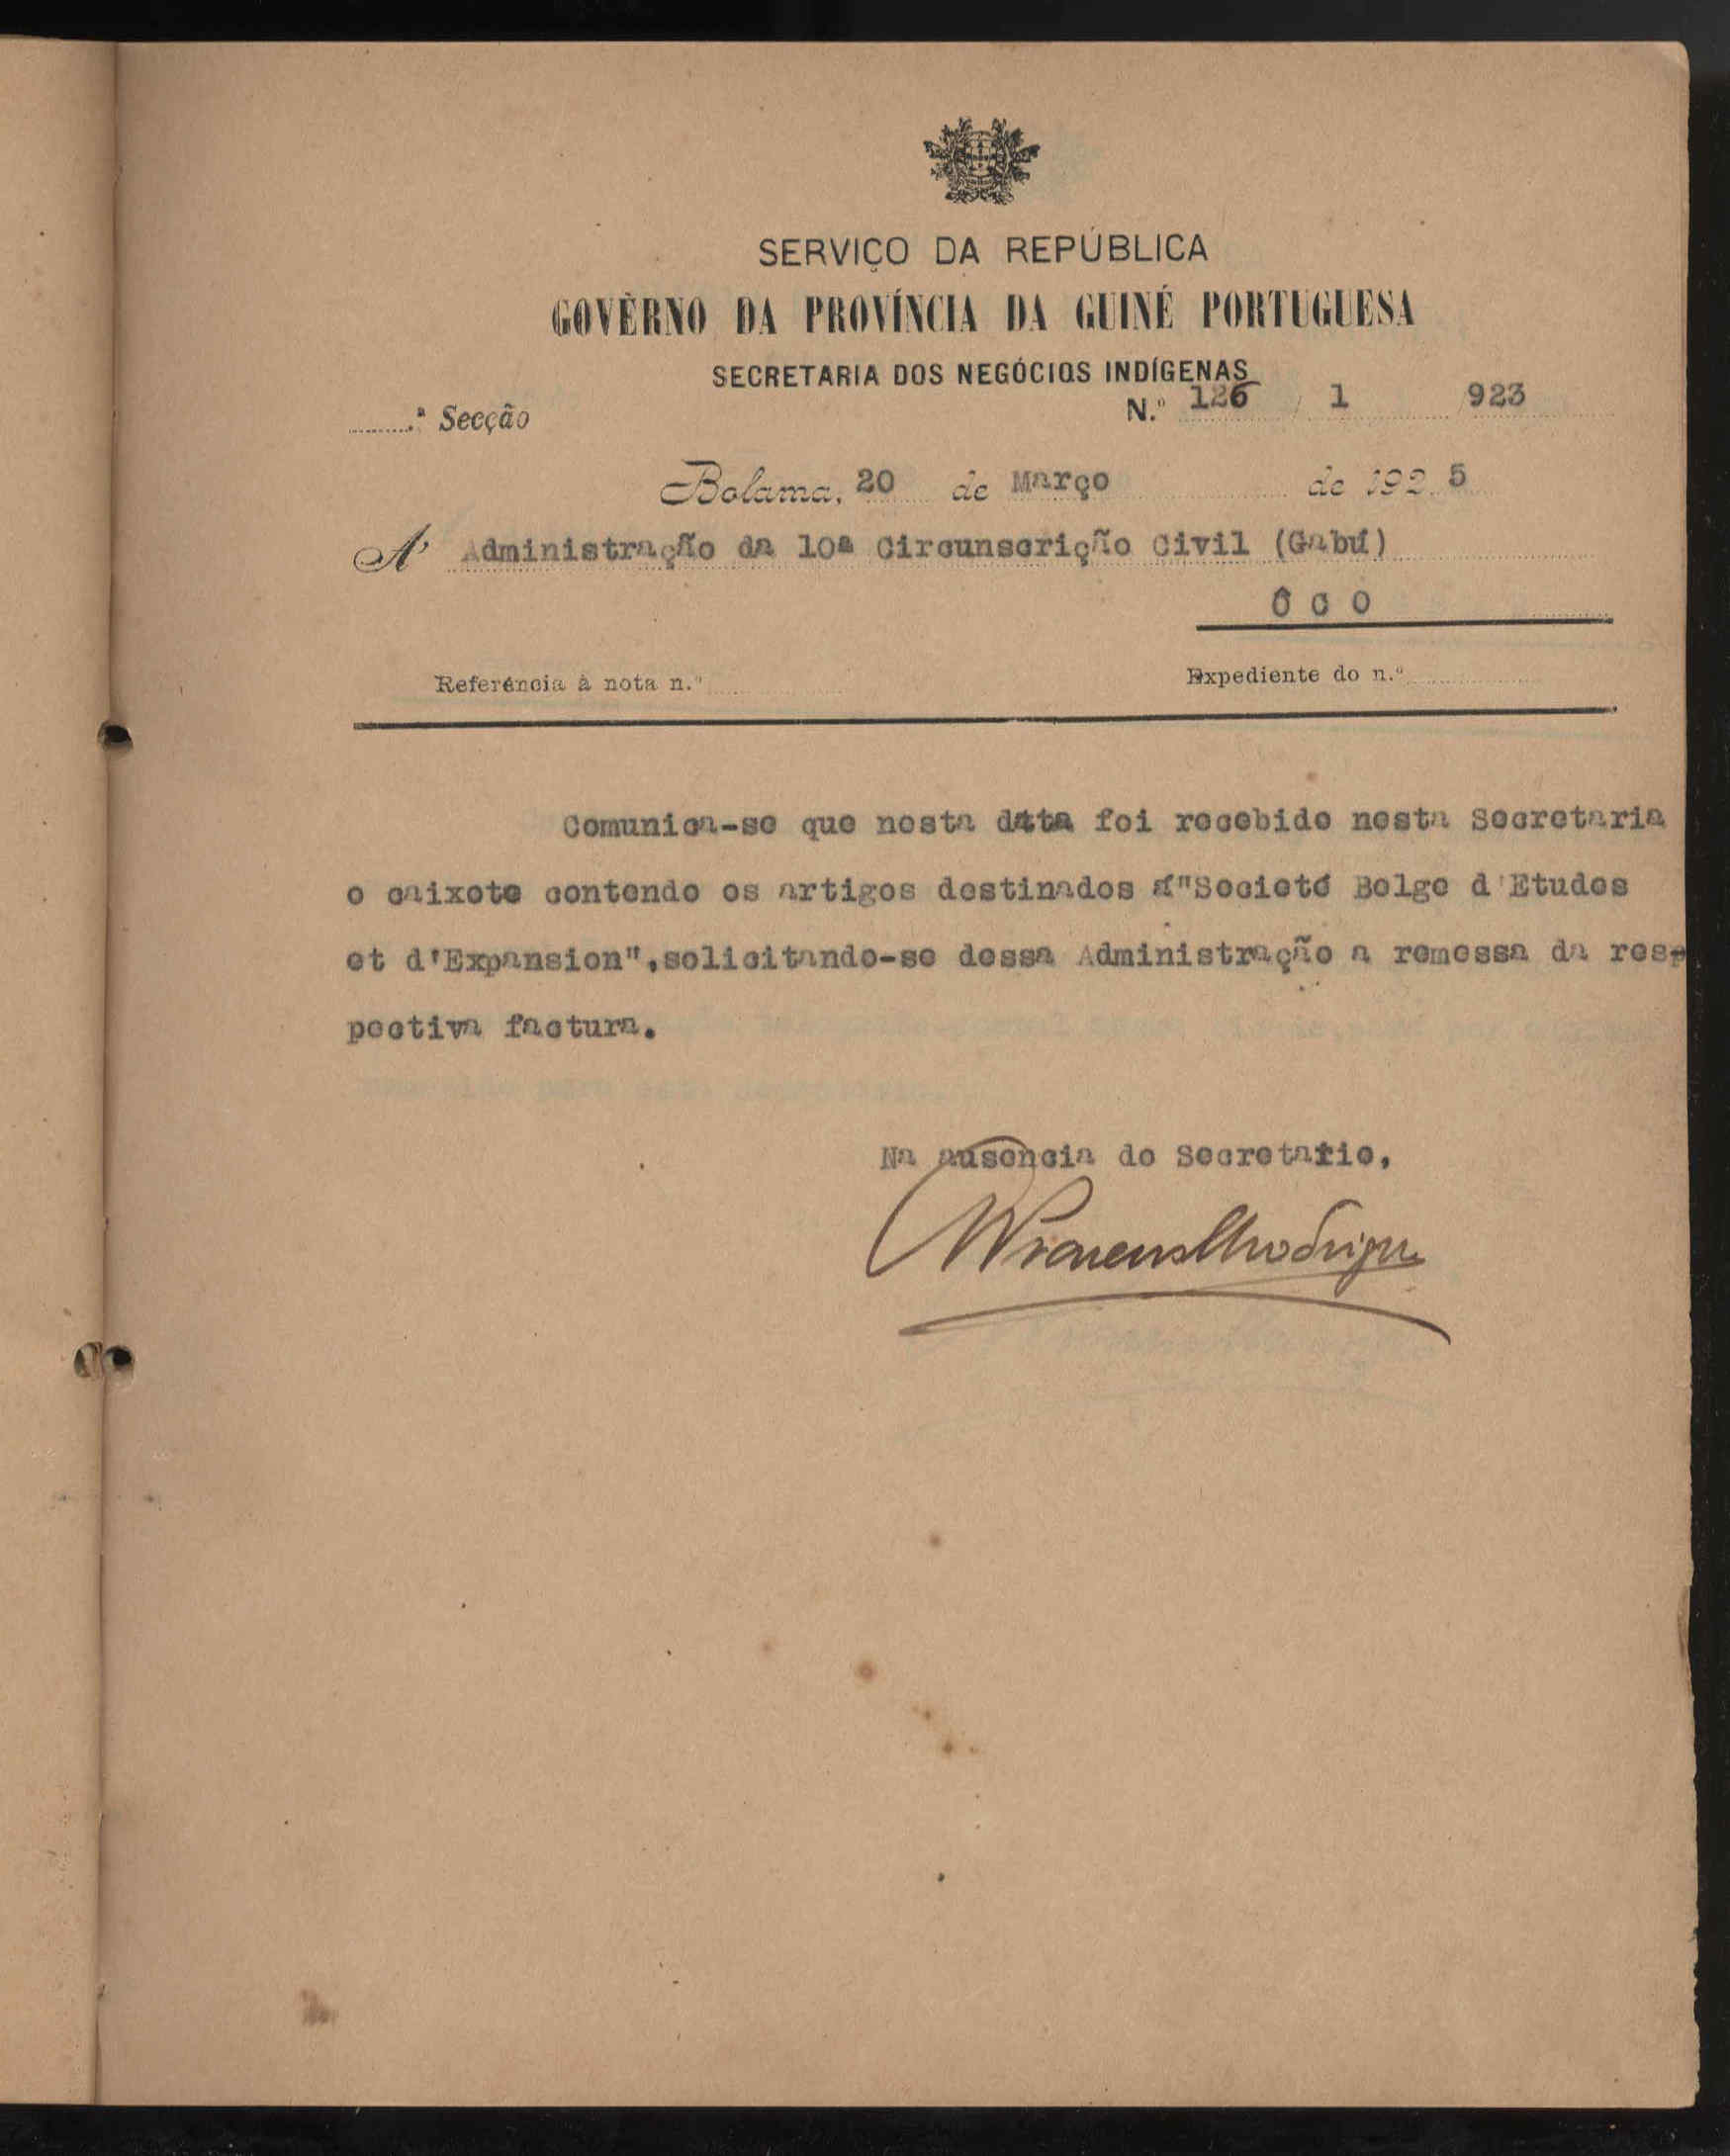 SERVIÇO DA REPÚBLICA
GOVÊRNO DA PROVÍNCIA DA GUINÉ PORTUGUESA
SECRETARIA DOS NEGÓCIOS INDÍGENAS
N.º 126 / 1 / 923
.ª Secção
Bolama, 20 de Março de 1925
A' Administração da 10ª Circunscrição Civil (Gabú)
Ô C O
Referência à nota n.º
Expediente do n.º
Comunica-se que nesta data foi recebido nesta Secretaria
o caixote contendo os artigos destinados á"Societé Belge d'Etudes
et d'Expansion",solicitando-se dessa Administração a remessa da res-
pectiva factura.
Na ausencia do Secretario,